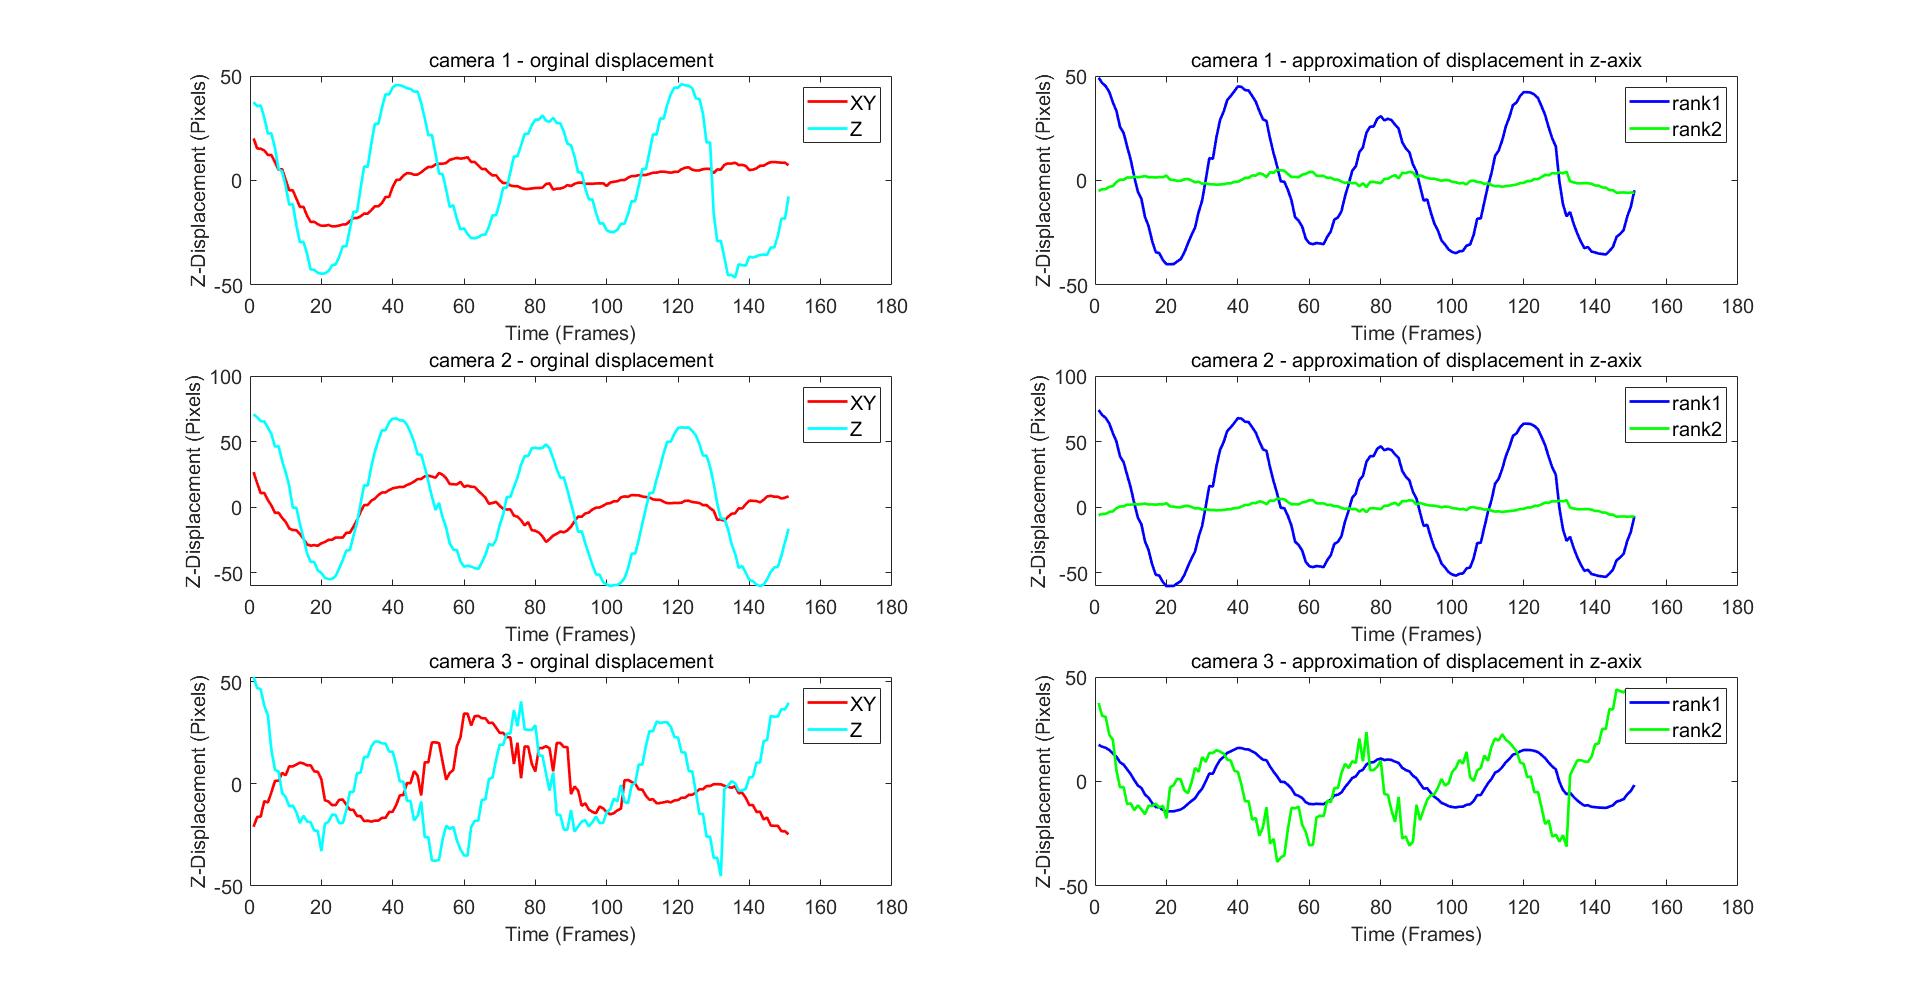 camera 1 - orginal displacement
Z-Displacement (Pixels)
50
0
-50
0 20 40 60 80 100 120 140 160 180
Time (Frames)
XY
Z
camera 1 - approximation of displacement in z-axix
Z-Displacement (Pixels)
50
0
-50
0 20 40 60 80 100 120 140 160 180
Time (Frames)
rank1
rank2
camera 2 - orginal displacement
Z-Displacement (Pixels)
100
50
0
-50
0 20 40 60 80 100 120 140 160 180
Time (Frames)
XY
Z
camera 2 - approximation of displacement in z-axix
Z-Displacement (Pixels)
100
50
0
-50
0 20 40 60 80 100 120 140 160 180
Time (Frames)
rank1
rank2
camera 3 - orginal displacement
Z-Displacement (Pixels)
50
0
-50
0 20 40 60 80 100 120 140 160 180
Time (Frames)
XY
Z
camera 3 - approximation of displacement in z-axix
Z-Displacement (Pixels)
50
0
-50
0 20 40 60 80 100 120 140 160 180
Time (Frames)
rank1
rank2